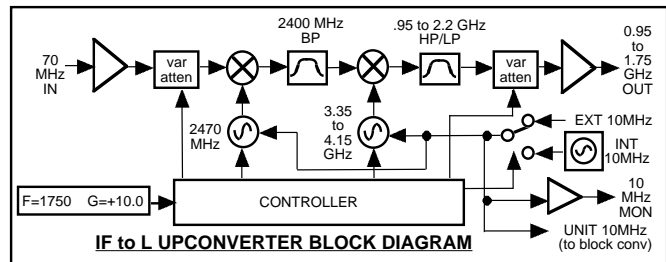 70
MHz
IN
var
atten
2400 MHz
BP
.95 to 2.2 GHz
HP/LP
var
atten
0.95
to
1.75
GHz
OUT
2470
MHz
3.35
to
4.15
GHz
EXT 10MHz
INT
10MHz
F=1750 G=+10.0
CONTROLLER
10
MHz
MON
UNIT 10MHz
(to block conv)
IF to L UPCONVERTER BLOCK DIAGRAM